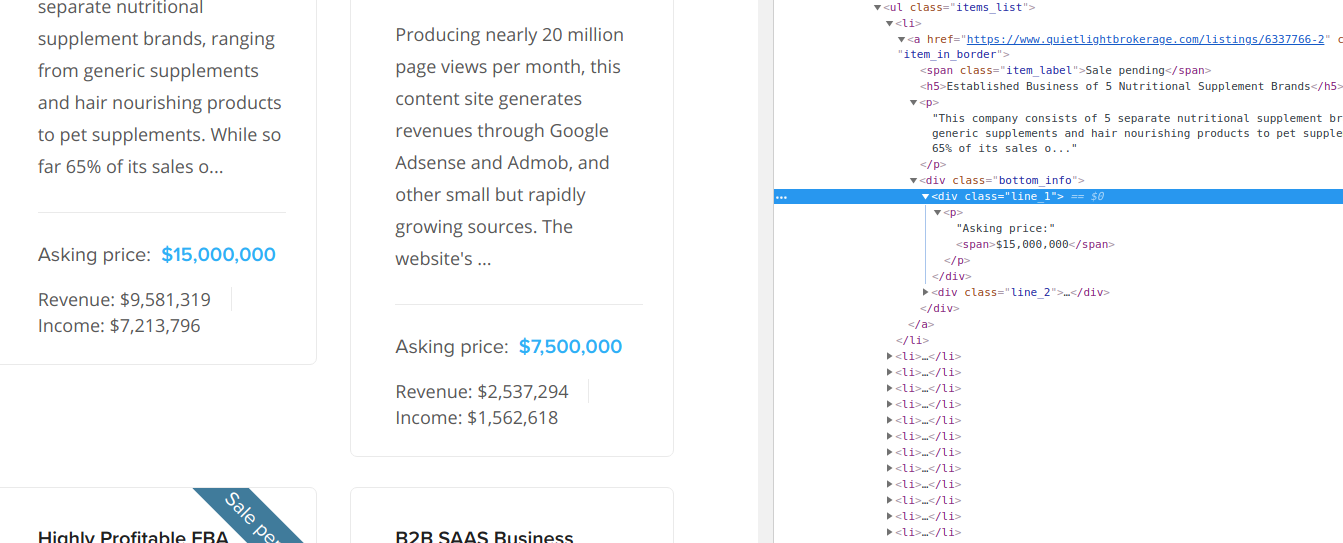 separate nutritional
supplement brands, ranging
from generic supplements
and hair nourishing products
to pet supplements. While so
far 65% of its sales o...
Asking price: $15,000,000
Revenue: $9,581,319
Income: $7,213,796
Producing nearly 20 million
page views per month, this
content site generates
revenues through Google
Adsense and Admob, and
other small but rapidly
growing sources. The
website's ...
Asking price: $7,500,000
Revenue: $2,537,294
Income: $1,562,618
Highly Profitable FBA
Sale pe
B2B SAAS Business
<ul class="items_list">
<li>
<a href="https://www.quietlightbrokerage.com/listings/6337766-2" c
"item_in_border">
<span class="item_label">Sale pending</span>
<h5>Established Business of 5 Nutritional Supplement Brands</h5>
<p>
"This company consists of 5 separate nutritional supplement br
generic supplements and hair nourishing products to pet supple
65% of its sales o..."
</p>
<div class="bottom_info">
... <div class="line_1"> == $0
<p>
"Asking price:"
<span>$15,000,000</span>
</p>
</div>
<div class="line_2">…</div>
</div>
</a>
</li>
<li>…</li>
<li>…</li>
<li>…</li>
<li>…</li>
<li>…</li>
<li>…</li>
<li>…</li>
<li>…</li>
<li>…</li>
<li>…</li>
<li>…</li>
<li>…</li>